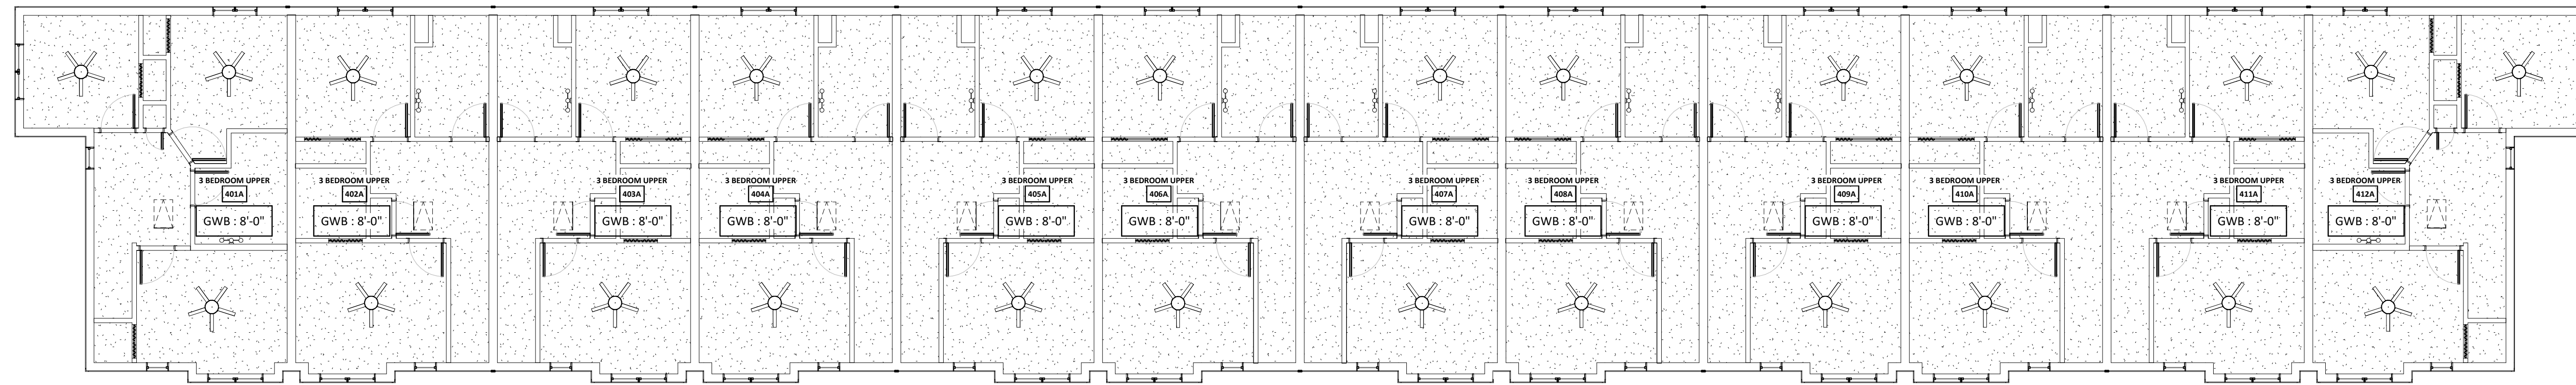 3 BEDROOM UPPER
401A
GWB : 8'-0"
3 BEDROOM UPPER
402A
GWB : 8'-0"
3 BEDROOM UPPER
403A
GWB : 8'-0"
3 BEDROOM UPPER
404A
GWB : 8'-0"
3 BEDROOM UPPER
405A
GWB : 8'-0"
3 BEDROOM UPPER
406A
GWB : 8'-0"
3 BEDROOM UPPER
407A
GWB : 8'-0"
3 BEDROOM UPPER
408A
GWB : 8'-0"
3 BEDROOM UPPER
409A
GWB : 8'-0"
3 BEDROOM UPPER
410A
GWB : 8'-0"
3 BEDROOM UPPER
411A
GWB : 8'-0"
3 BEDROOM UPPER
412A
GWB : 8'-0"